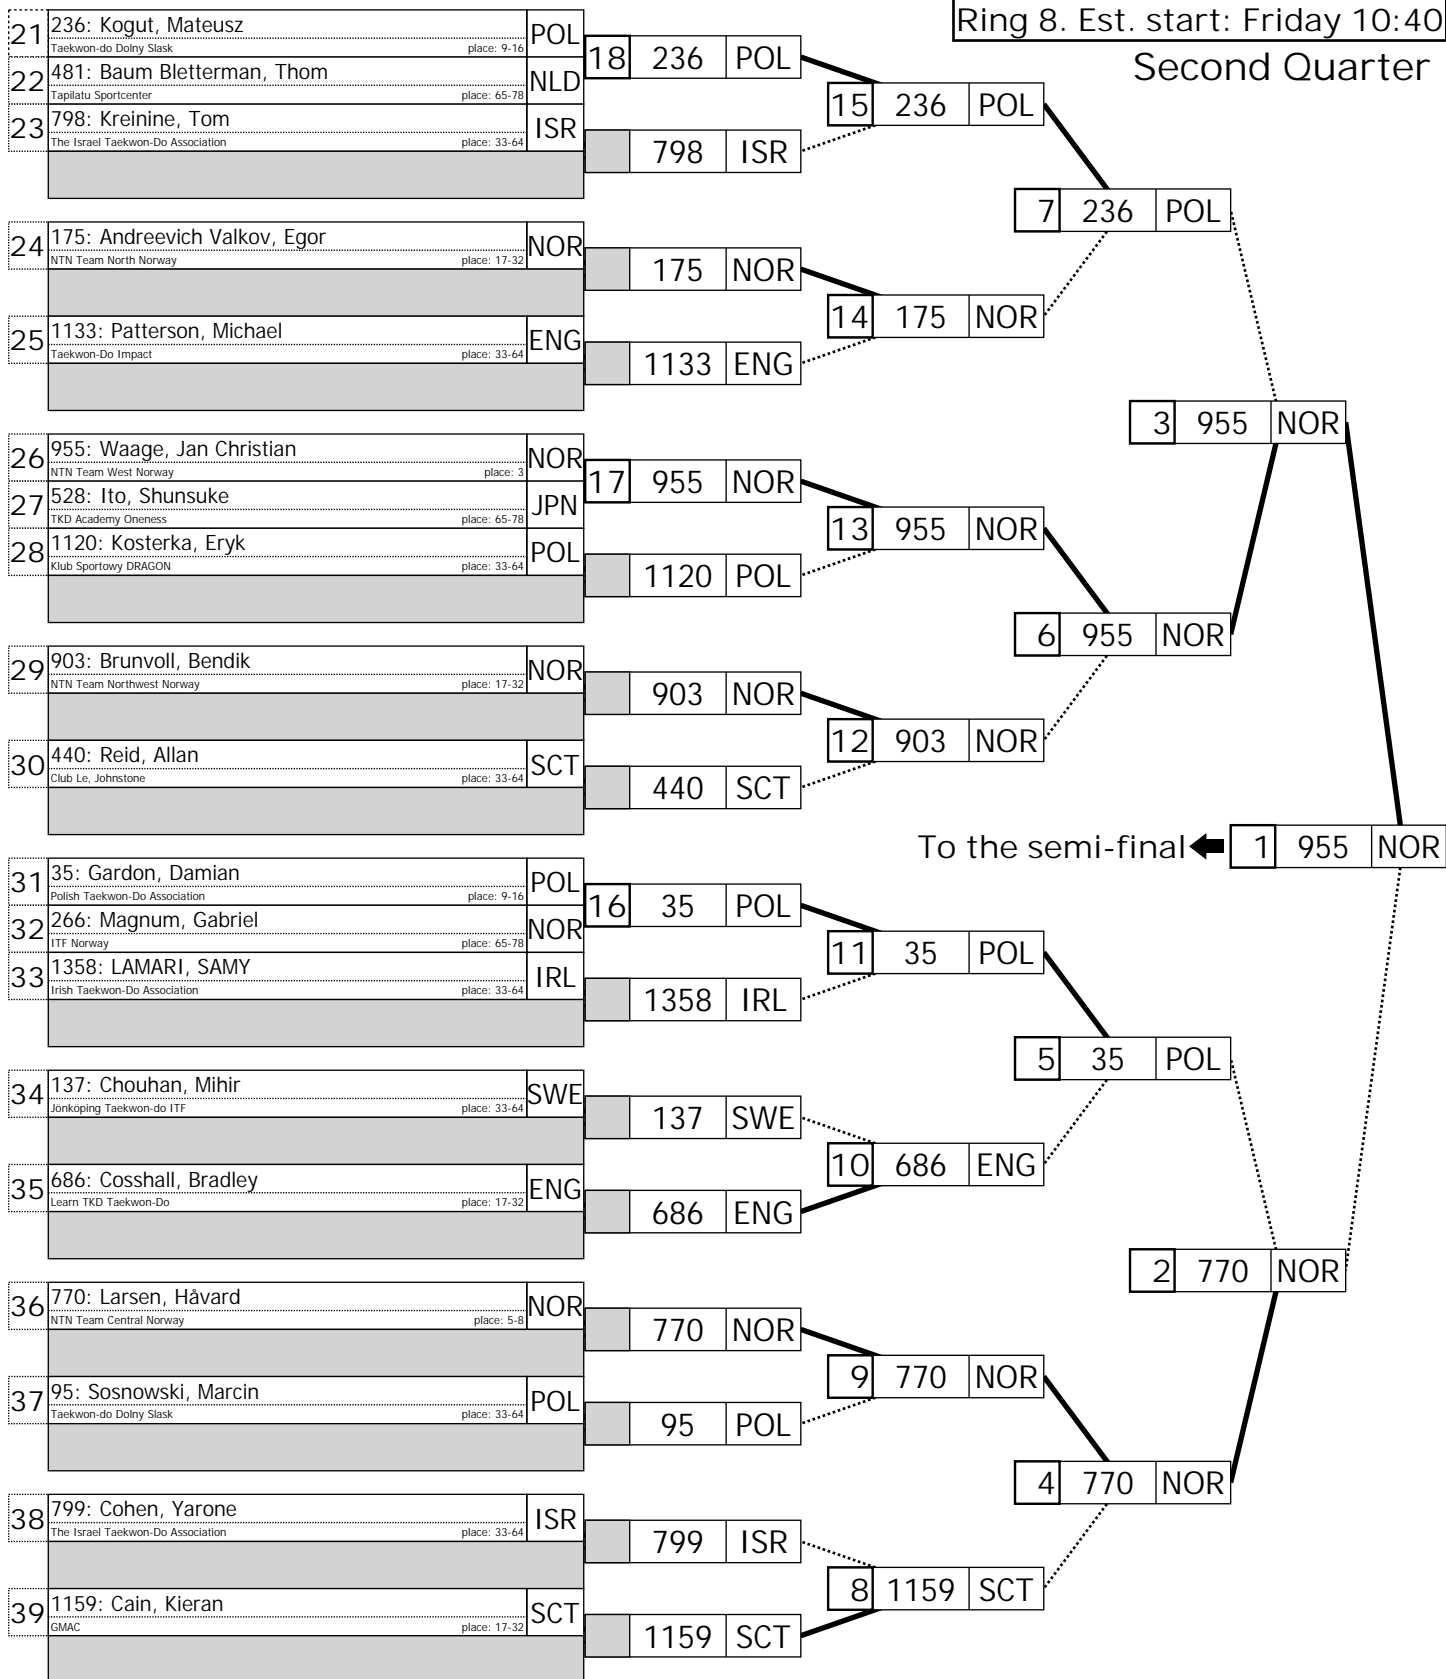 Ring 8. Est. start: Friday 10:40
Second Quarter
21 236: Kogut, Mateusz POL
Taekwon-do Dolny Slask place: 9-16
22 481: Baum Bletterman, Thom NLD
Tapilatu Sportcenter place: 65-78
23 798: Kreinine, Tom ISR
The Israel Taekwon-Do Association place: 33-64
18 236 POL
798 ISR
15 236 POL
7 236 POL
24 175: Andreevich Valkov, Egor NOR
NTN Team North Norway place: 17-32
25 1133: Patterson, Michael ENG
Taekwon-Do Impact place: 33-64
175 NOR
1133 ENG
14 175 NOR
3 955 NOR
26 955: Waage, Jan Christian NOR
NTN Team West Norway place: 3
27 528: Ito, Shunsuke JPN
TKD Academy Oneness place: 65-78
28 1120: Kosterka, Eryk POL
Klub Sportowy DRAGON place: 33-64
17 955 NOR
1120 POL
13 955 NOR
6 955 NOR
29 903: Brunvoll, Bendik NOR
NTN Team Northwest Norway place: 17-32
30 440: Reid, Allan SCT
Club Le, Johnstone place: 33-64
903 NOR
440 SCT
12 903 NOR
To the semi-final 1 955 NOR
31 35: Gardon, Damian POL
Polish Taekwon-Do Association place: 9-16
32 266: Magnum, Gabriel NOR
ITF Norway place: 65-78
33 1358: LAMARI, SAMY IRL
Irish Taekwon-Do Association place: 33-64
16 35 POL
1358 IRL
11 35 POL
5 35 POL
34 137: Chouhan, Mihir SWE
Jönköping Taekwon-do ITF place: 33-64
35 686: Cosshall, Bradley ENG
Learn TKD Taekwon-Do place: 17-32
137 SWE
686 ENG
10 686 ENG
2 770 NOR
36 770: Larsen, Håvard NOR
NTN Team Central Norway place: 5-8
37 95: Sosnowski, Marcin POL
Taekwon-do Dolny Slask place: 33-64
770 NOR
95 POL
9 770 NOR
4 770 NOR
38 799: Cohen, Yarone ISR
The Israel Taekwon-Do Association place: 33-64
39 1159: Cain, Kieran SCT
GMAC place: 17-32
799 ISR
1159 SCT
8 1159 SCT